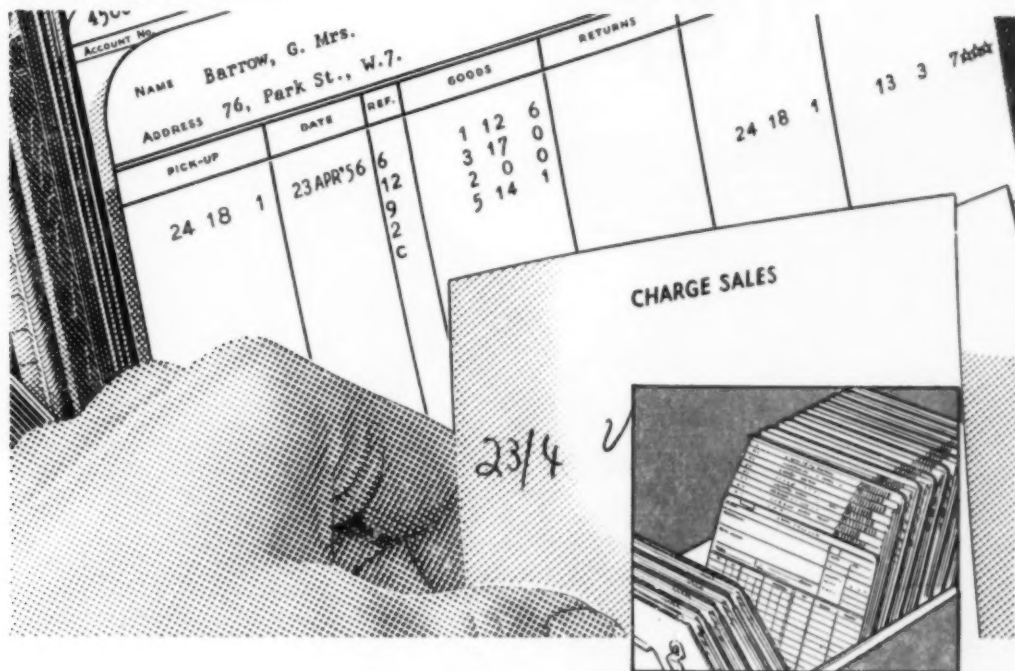 450
ACCOUNT No.
NAME Barrow, G. Mrs.
ADDRESS 76, Park St., W.7.
PICK-UP DATE REF. GOODS RETURNS
24 18 1 23 APR'56 6 1 12 6 24 18 1 13 3 7
12 3 17 0
9 2 0 0
2 5 14 1
C
CHARGE SALES
23/4